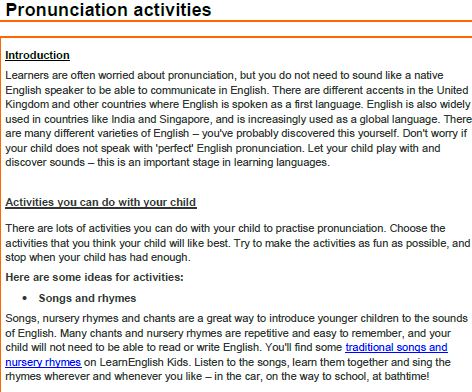 Pronunciation activities
Introduction
Learners are often worried about pronunciation, but you do not need to sound like a native
English speaker to be able to communicate in English. There are different accents in the United
Kingdom and other countries where English is spoken as a first language. English is also widely
used in countries like India and Singapore, and is increasingly used as a global language. There
are many different varieties of English – you've probably discovered this yourself. Don't worry if
your child does not speak with 'perfect' English pronunciation. Let your child play with and
discover sounds – this is an important stage in learning languages.
Activities you can do with your child
There are lots of activities you can do with your child to practise pronunciation. Choose the
activities that you think your child will like best. Try to make the activities as fun as possible, and
stop when your child has had enough.
Here are some ideas for activities:
• Songs and rhymes
Songs, nursery rhymes and chants are a great way to introduce younger children to the sounds
of English. Many chants and nursery rhymes are repetitive and easy to remember, and your
child will not need to be able to read or write English. You'll find some traditional songs and
nursery rhymes on LearnEnglish Kids. Listen to the songs, learn them together and sing the
rhymes wherever and whenever you like – in the car, on the way to school, at bathtime!